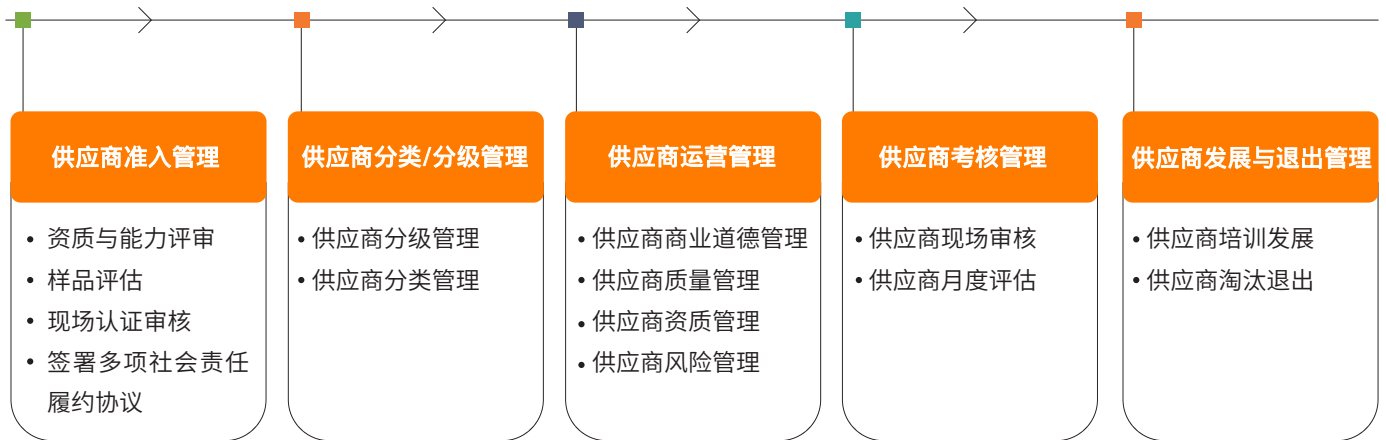 供应商准入管理
• 资质与能力评审
• 样品评估
• 现场认证审核
• 签署多项社会责任
履约协议
供应商分类/分级管理
• 供应商分级管理
• 供应商分类管理
供应商运营管理
• 供应商商业道德管理
• 供应商质量管理
• 供应商资质管理
• 供应商风险管理
供应商考核管理
• 供应商现场审核
• 供应商月度评估
供应商发展与退出管理
• 供应商培训发展
• 供应商淘汰退出